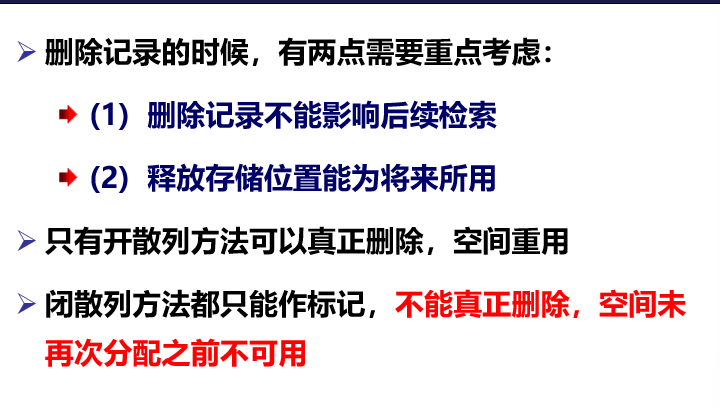 删除记录的时候，有两点需要重点考虑：
(1) 删除记录不能影响后续检索
(2) 释放存储位置能为将来所用
只有开散列方法可以真正删除，空间重用
闭散列方法都只能作标记，不能真正删除，空间未
再次分配之前不可用